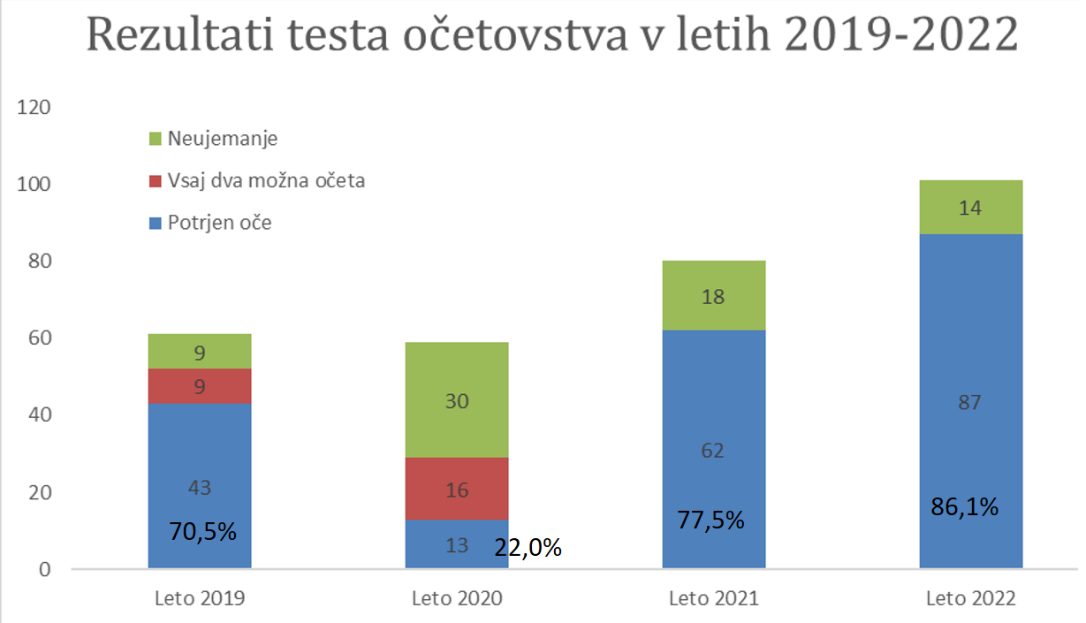 Rezultati testa očetovstva v letih 2019-2022
120
100
80
60
40
20
0
Neujemanje
Vsaj dva možna očeta
Potrjen oče
9
9
43
70,5%
30
16
13
22,0%
18
62
77,5%
14
87
86,1%
Leto 2019
Leto 2020
Leto 2021
Leto 2022